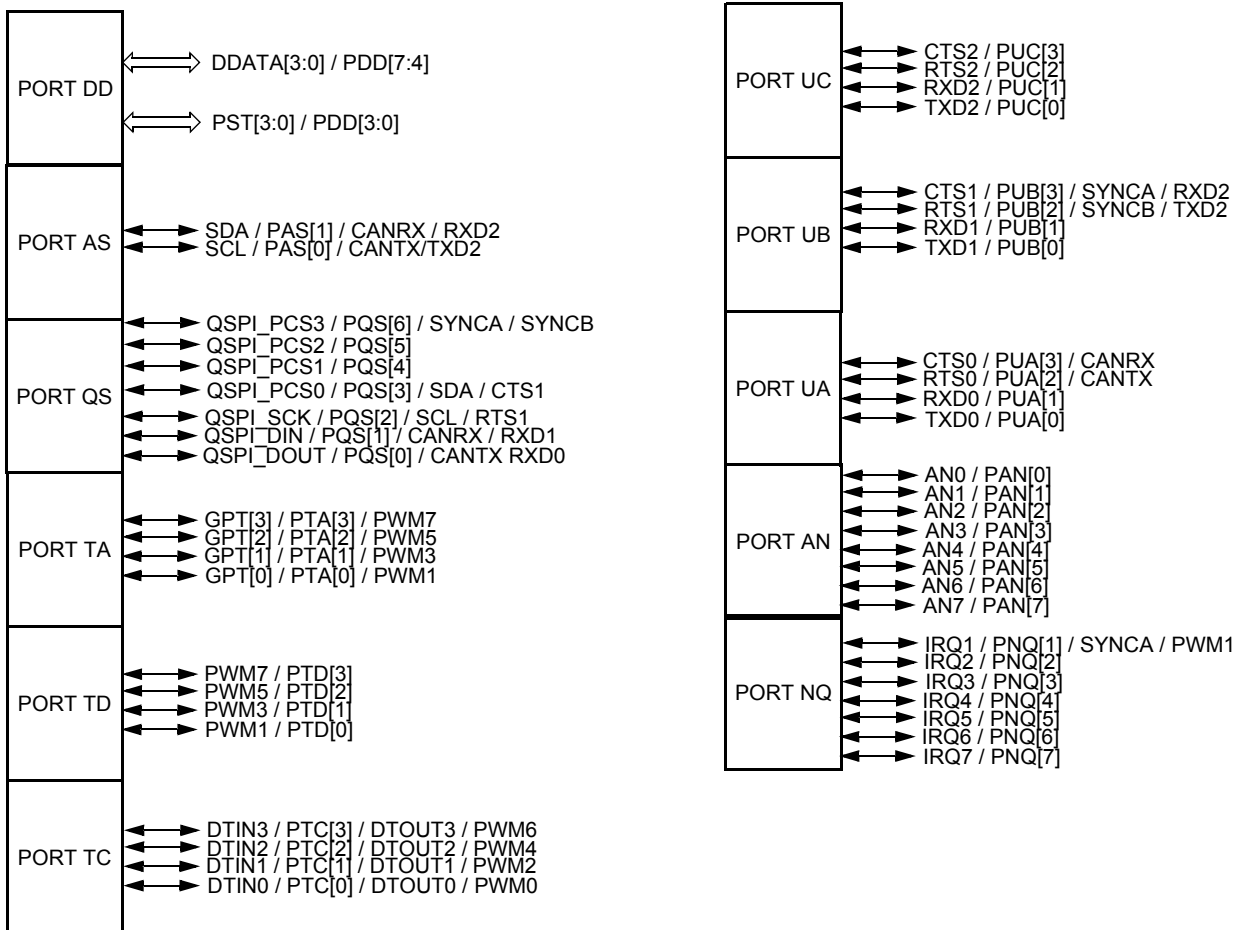 PORT DD
DDATA[3:0] / PDD[7:4]
PST[3:0] / PDD[3:0]
PORT AS
SDA / PAS[1] / CANRX / RXD2
SCL / PAS[0] / CANTX/TXD2
PORT QS
QSPI_PCS3 / PQS[6] / SYNCA / SYNCB
QSPI_PCS2 / PQS[5]
QSPI_PCS1 / PQS[4]
QSPI_PCS0 / PQS[3] / SDA / CTS1
QSPI_SCK / PQS[2] / SCL / RTS1
QSPI_DIN / PQS[1] / CANRX / RXD1
QSPI_DOUT / PQS[0] / CANTX RXD0
PORT TA
GPT[3] / PTA[3] / PWM7
GPT[2] / PTA[2] / PWM5
GPT[1] / PTA[1] / PWM3
GPT[0] / PTA[0] / PWM1
PORT TD
PWM7 / PTD[3]
PWM5 / PTD[2]
PWM3 / PTD[1]
PWM1 / PTD[0]
PORT TC
DTIN3 / PTC[3] / DTOUT3 / PWM6
DTIN2 / PTC[2] / DTOUT2 / PWM4
DTIN1 / PTC[1] / DTOUT1 / PWM2
DTIN0 / PTC[0] / DTOUT0 / PWM0
PORT UC
CTS2 / PUC[3]
RTS2 / PUC[2]
RXD2 / PUC[1]
TXD2 / PUC[0]
PORT UB
CTS1 / PUB[3] / SYNCA / RXD2
RTS1 / PUB[2] / SYNCB / TXD2
RXD1 / PUB[1]
TXD1 / PUB[0]
PORT UA
CTS0 / PUA[3] / CANRX
RTS0 / PUA[2] / CANTX
RXD0 / PUA[1]
TXD0 / PUA[0]
PORT AN
AN0 / PAN[0]
AN1 / PAN[1]
AN2 / PAN[2]
AN3 / PAN[3]
AN4 / PAN[4]
AN5 / PAN[5]
AN6 / PAN[6]
AN7 / PAN[7]
PORT NQ
IRQ1 / PNQ[1] / SYNCA / PWM1
IRQ2 / PNQ[2]
IRQ3 / PNQ[3]
IRQ4 / PNQ[4]
IRQ5 / PNQ[5]
IRQ6 / PNQ[6]
IRQ7 / PNQ[7]